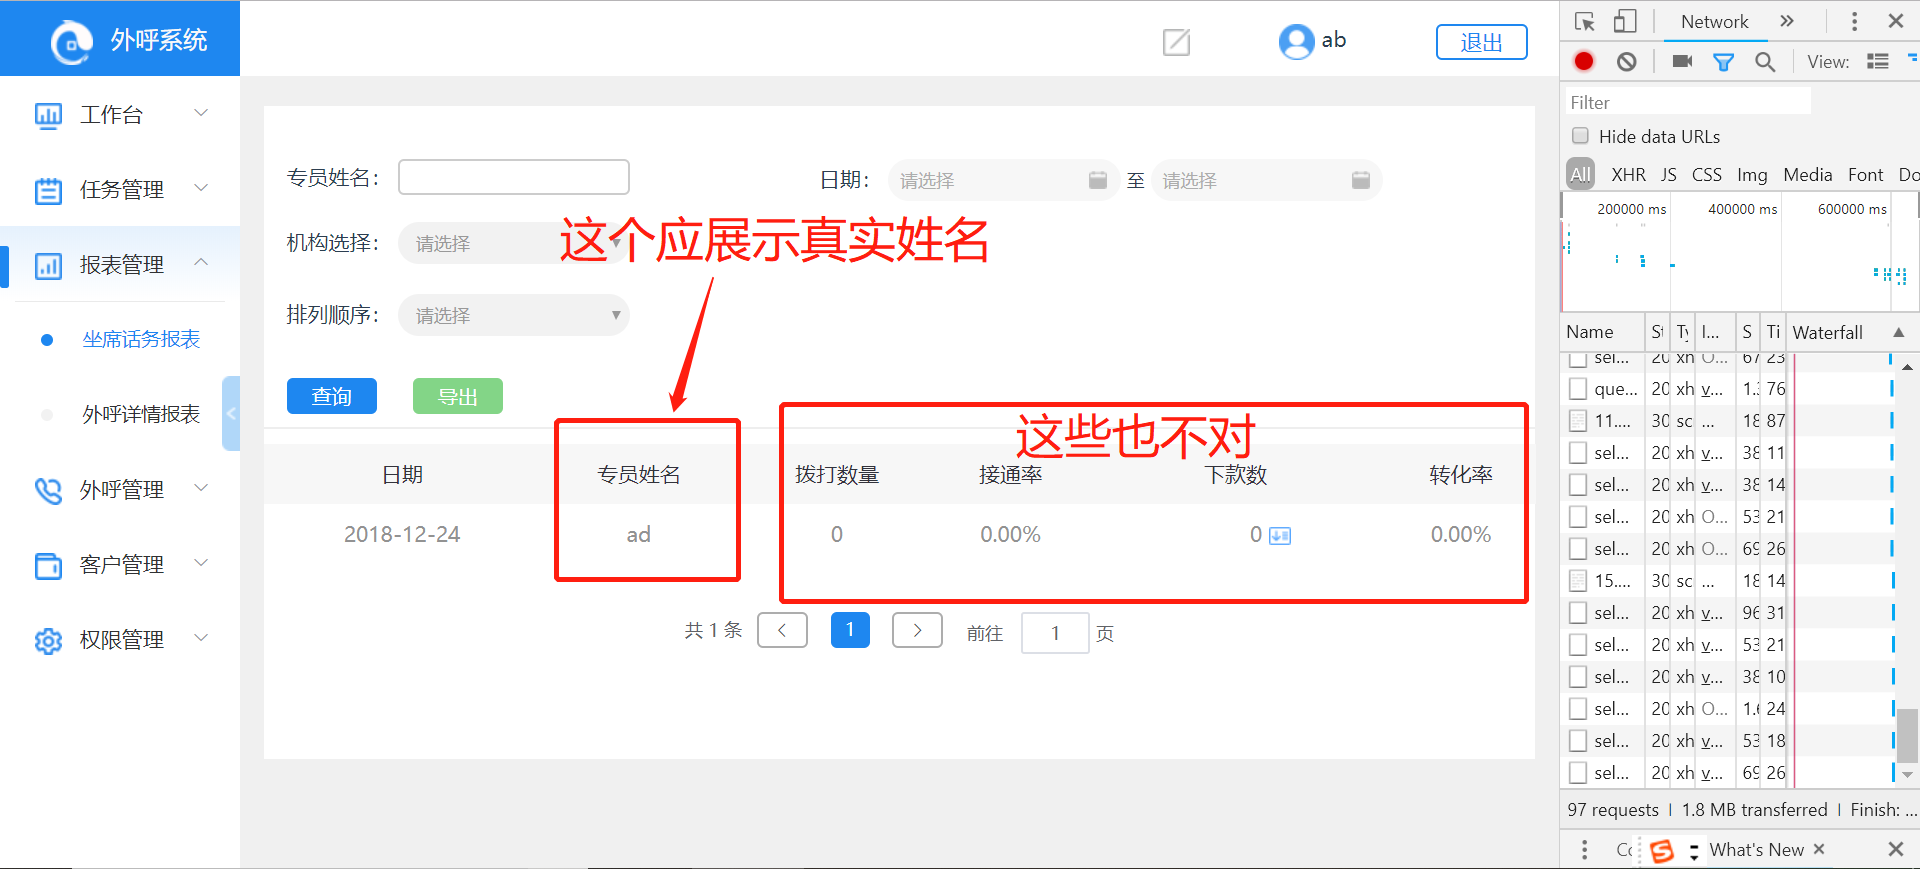 外呼系统
ab
退出
工作台
任务管理
报表管理
坐席话务报表
外呼详情报表
外呼管理
客户管理
权限管理
专员姓名：
日期：
请选择
至
请选择
机构选择：
请选择
排列顺序：
请选择
查询
导出
这个应展示真实姓名
这些也不对
日期 专员姓名 拨打数量 接通率 下款数 转化率
2018-12-24 ad 0 0.00% 0 0.00%
共 1 条
1
前往 1 页
Network
View:
Filter
Hide data URLs
All XHR JS CSS Img Media Font Do
200000 ms 400000 ms 600000 ms
Name St Ty I... S Ti Waterfall
sel... 20 xh O... 67 23
que... 20 xh v... 1.3 76
11.... 30 sc ... 18 87
sel... 20 xh v... 38 11
sel... 20 xh v... 38 14
sel... 20 xh O... 53 21
sel... 20 xh O... 69 26
15.... 30 sc ... 18 14
sel... 20 xh v... 96 31
sel... 20 xh v... 53 21
sel... 20 xh v... 38 10
sel... 20 xh O... 1.6 24
sel... 20 xh v... 53 18
sel... 20 xh v... 69 26
97 requests | 1.8 MB transferred | Finish: ...
What's New